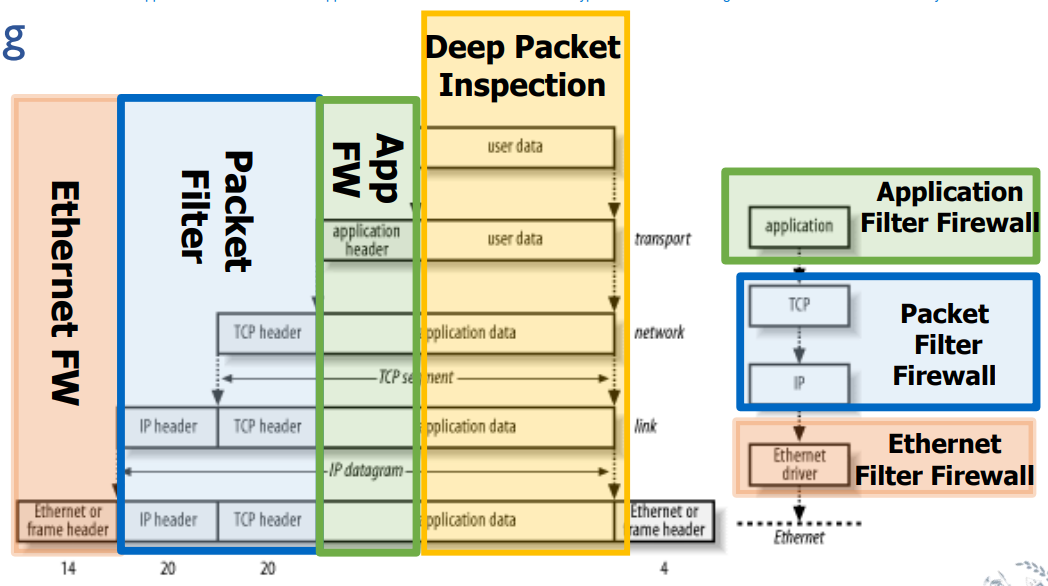 g
Deep Packet
Inspection
Ethernet FW
Packet
Filter
App
FW
user data
application
header
user data
transport
TCP header
application data
network
TCP segment
IP header
TCP header
application data
link
IP datagram
Ethernet or
frame header
IP header
TCP header
application data
Ethernet or
frame header
14
20
20
4
Application
Filter Firewall
application
TCP
IP
Packet
Filter
Firewall
Ethernet
driver
Ethernet
Filter Firewall
Ethernet